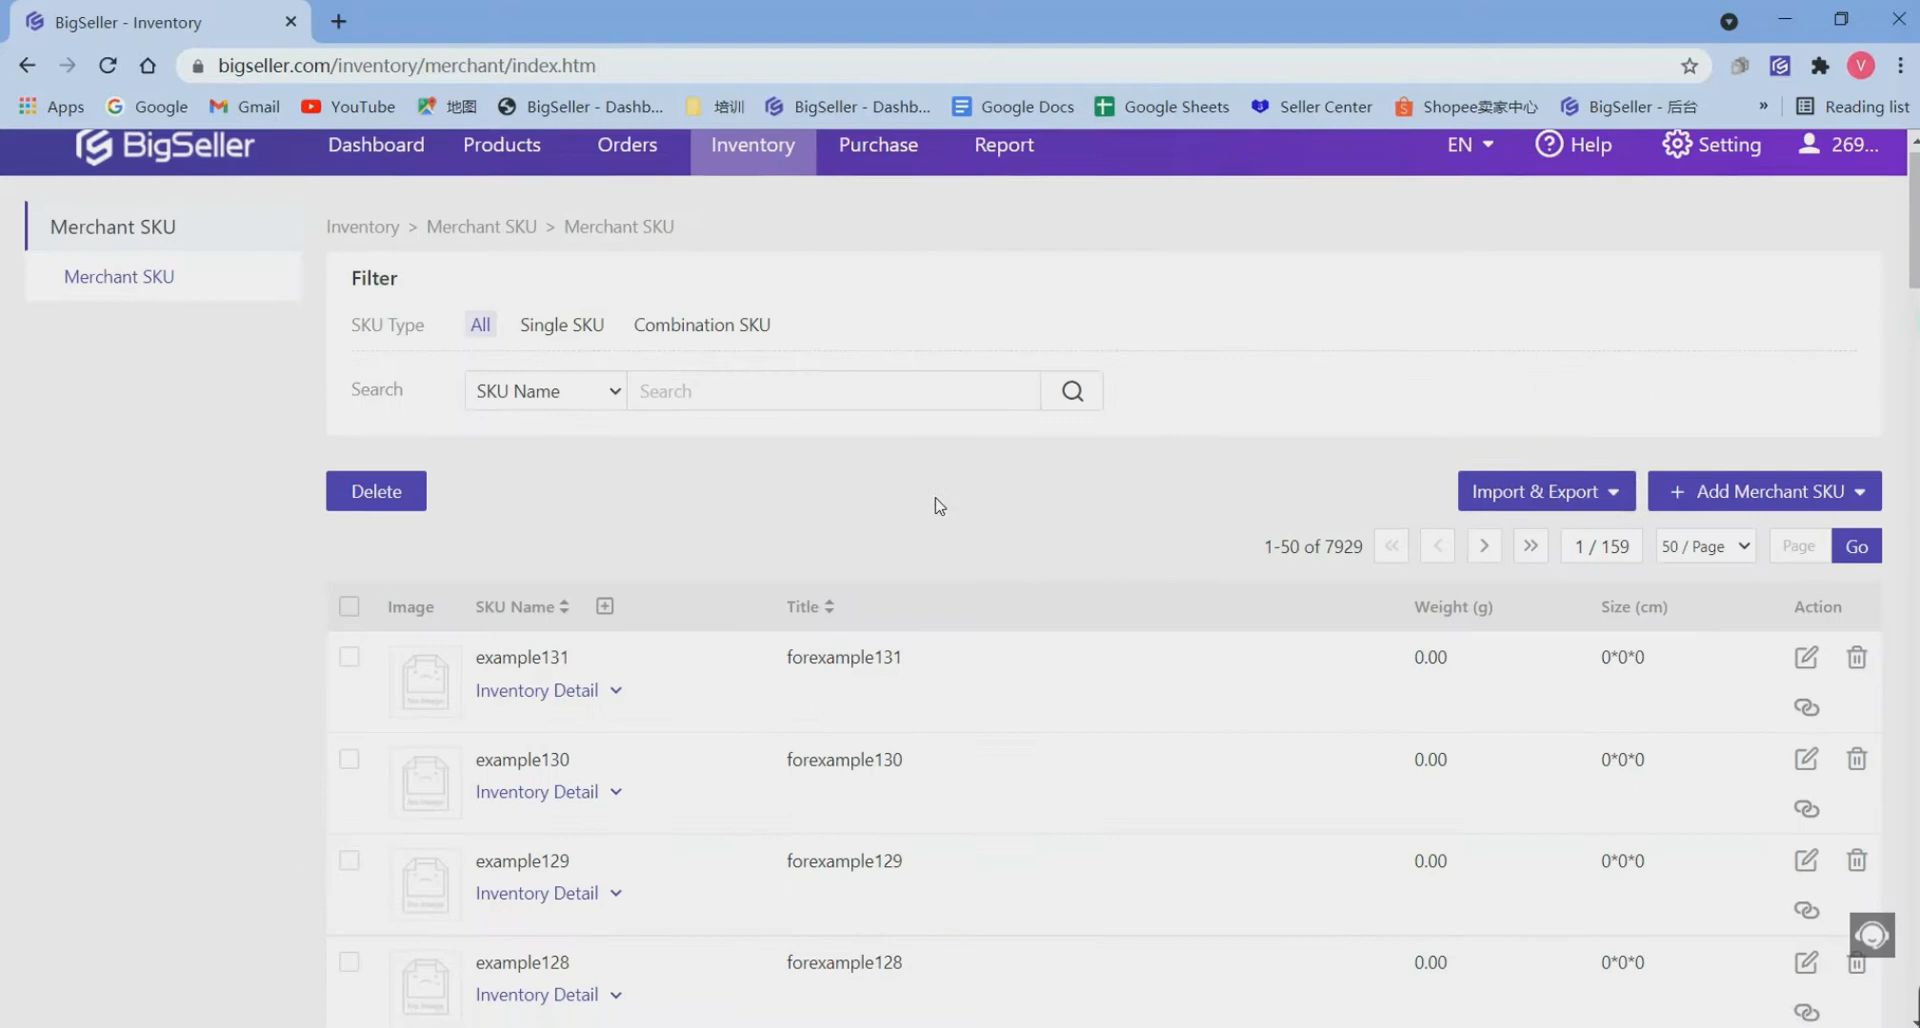 BigSeller - Inventory
bigseller.com/inventory/merchant/index.htm
V
Apps Google Gmail YouTube 地图 BigSeller - Dashb... 培训 BigSeller - Dashb... Google Docs Google Sheets Seller Center Shopee卖家中心 BigSeller - 后台 » Reading list
BigSeller Dashboard Products Orders Inventory Purchase Report EN Help Setting 269...
Merchant SKU
Merchant SKU
Inventory > Merchant SKU > Merchant SKU
Filter
SKU Type All Single SKU Combination SKU
Search SKU Name Search
Delete Import & Export + Add Merchant SKU
1-50 of 7929 « < > » 1 / 159 50 / Page Page Go
Image SKU Name Title Weight (g) Size (cm) Action
example131 forexample131 0.00 0*0*0
Inventory Detail
example130 forexample130 0.00 0*0*0
Inventory Detail
example129 forexample129 0.00 0*0*0
Inventory Detail
example128 forexample128 0.00 0*0*0
Inventory Detail